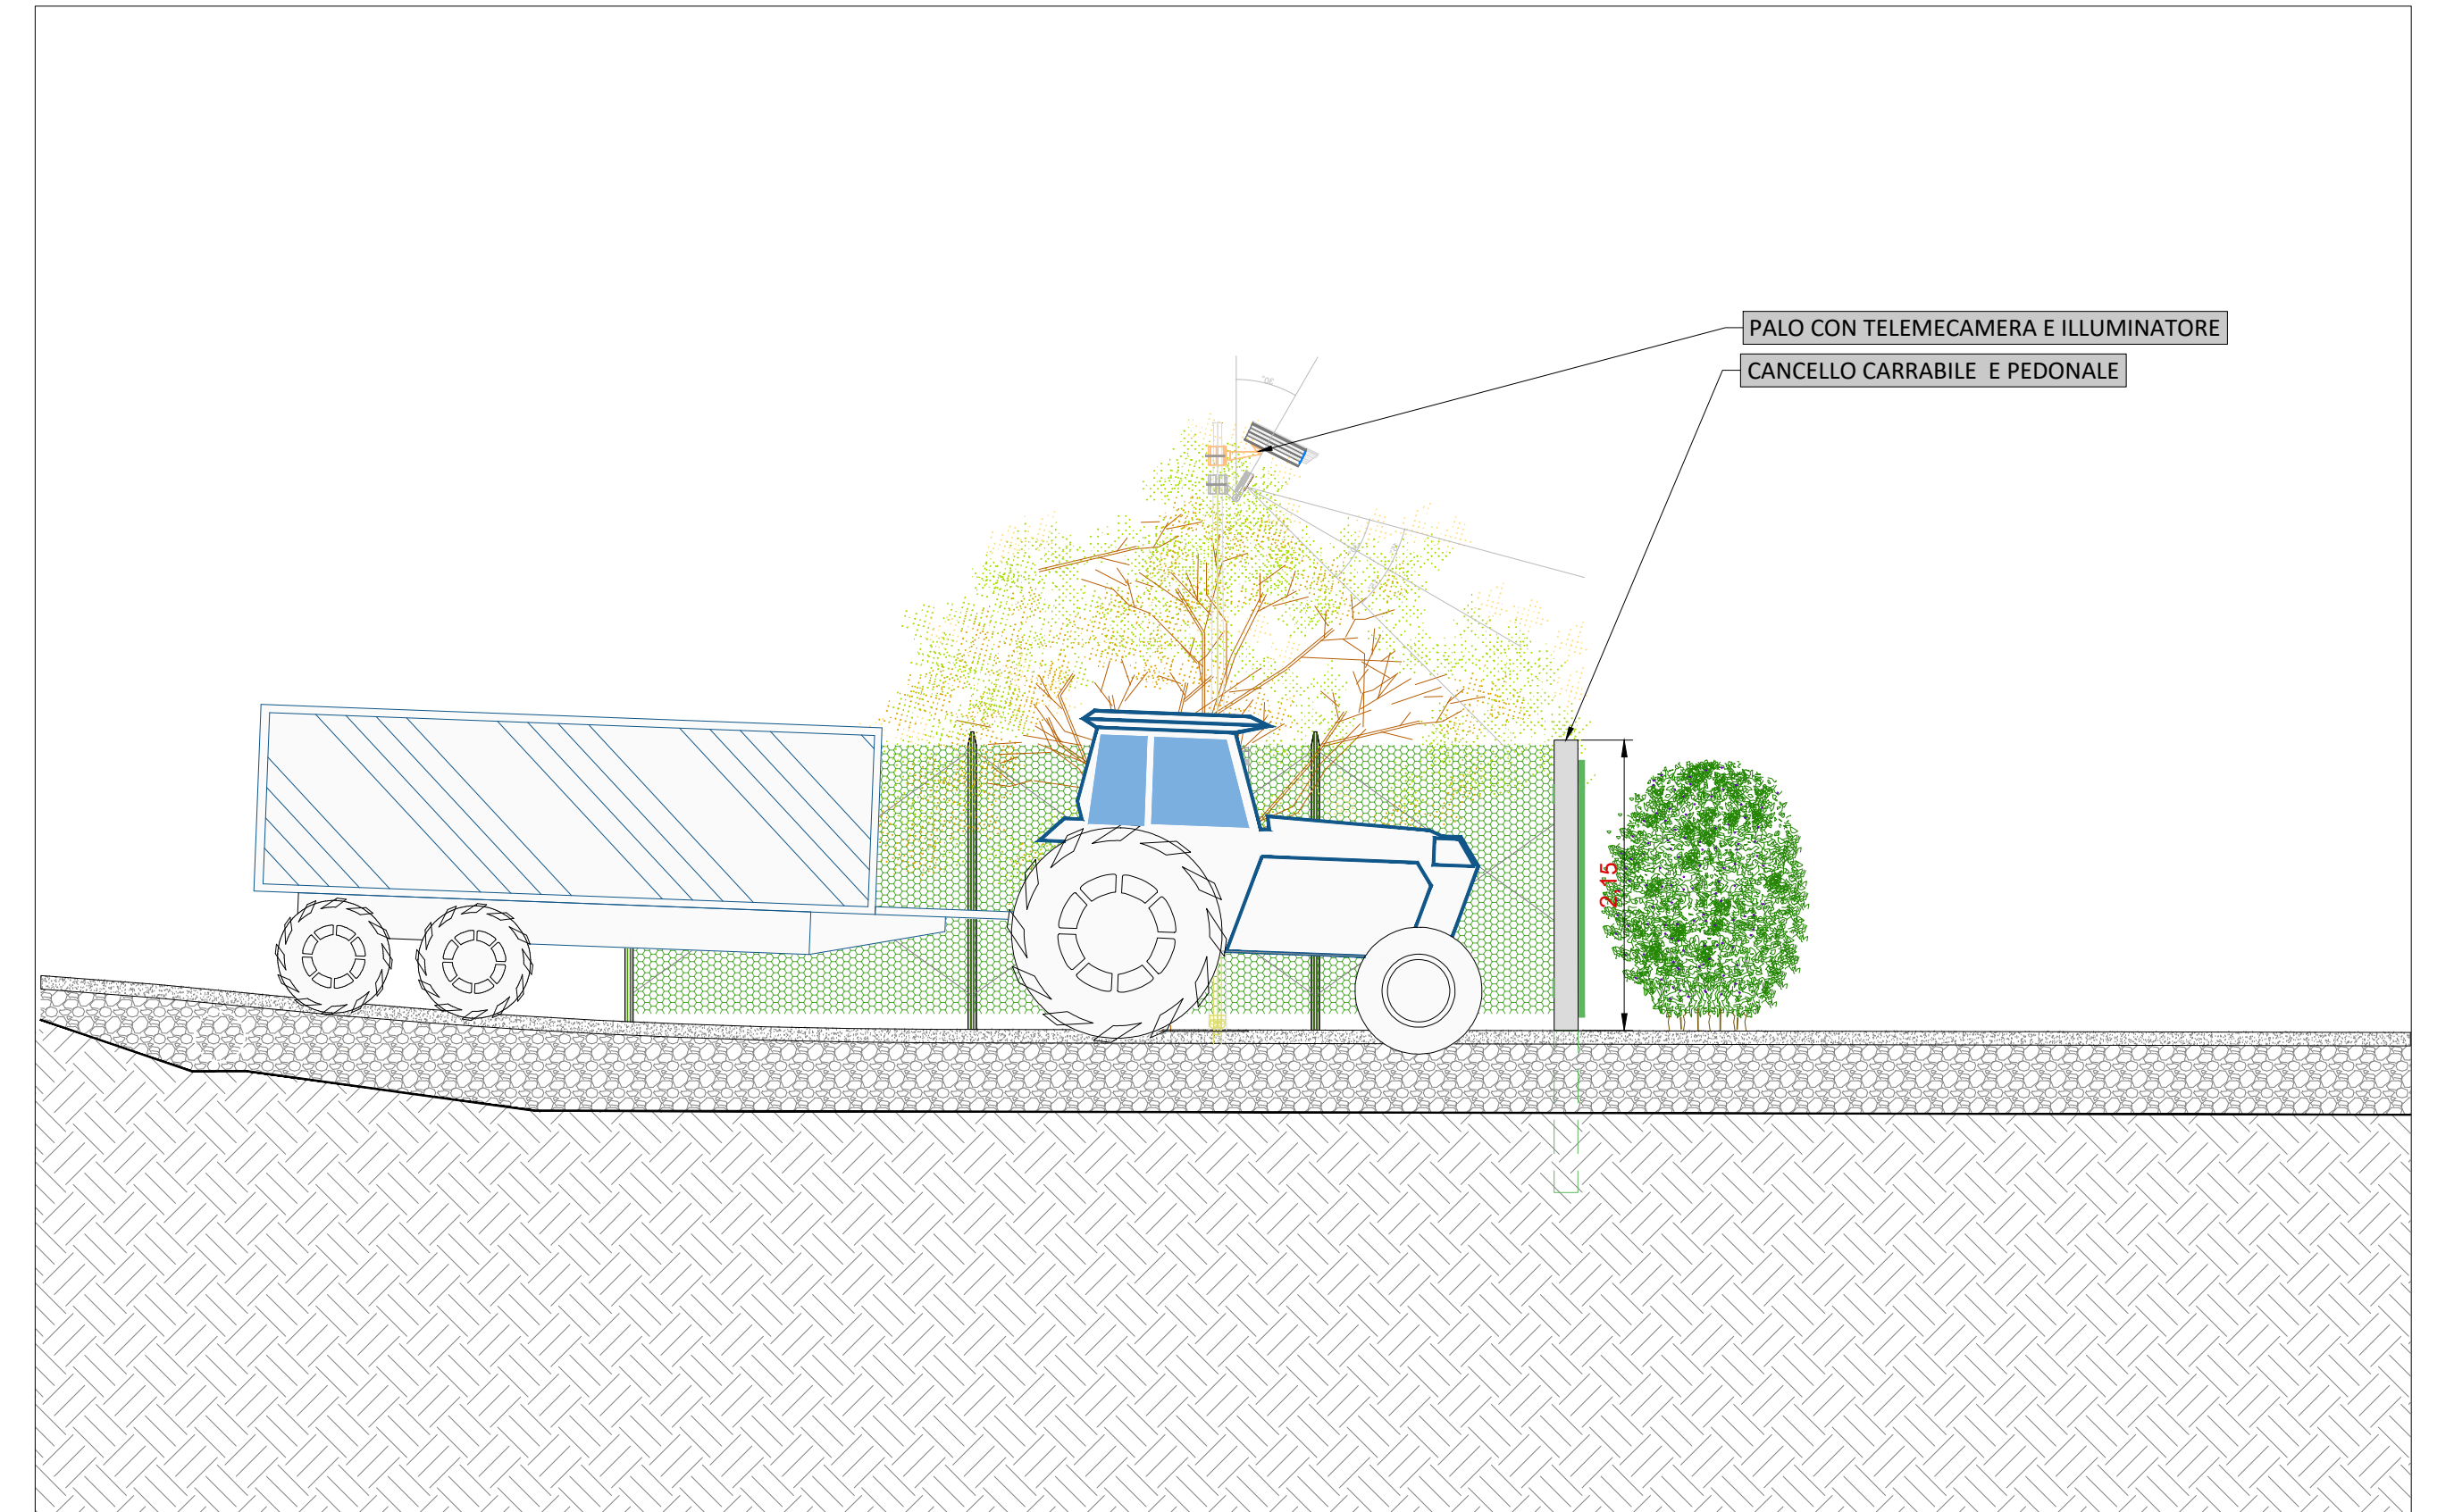 PALO CON TELEMECAMERA E ILLUMINATORE
CANCELLO CARRABILE E PEDONALE
2,15